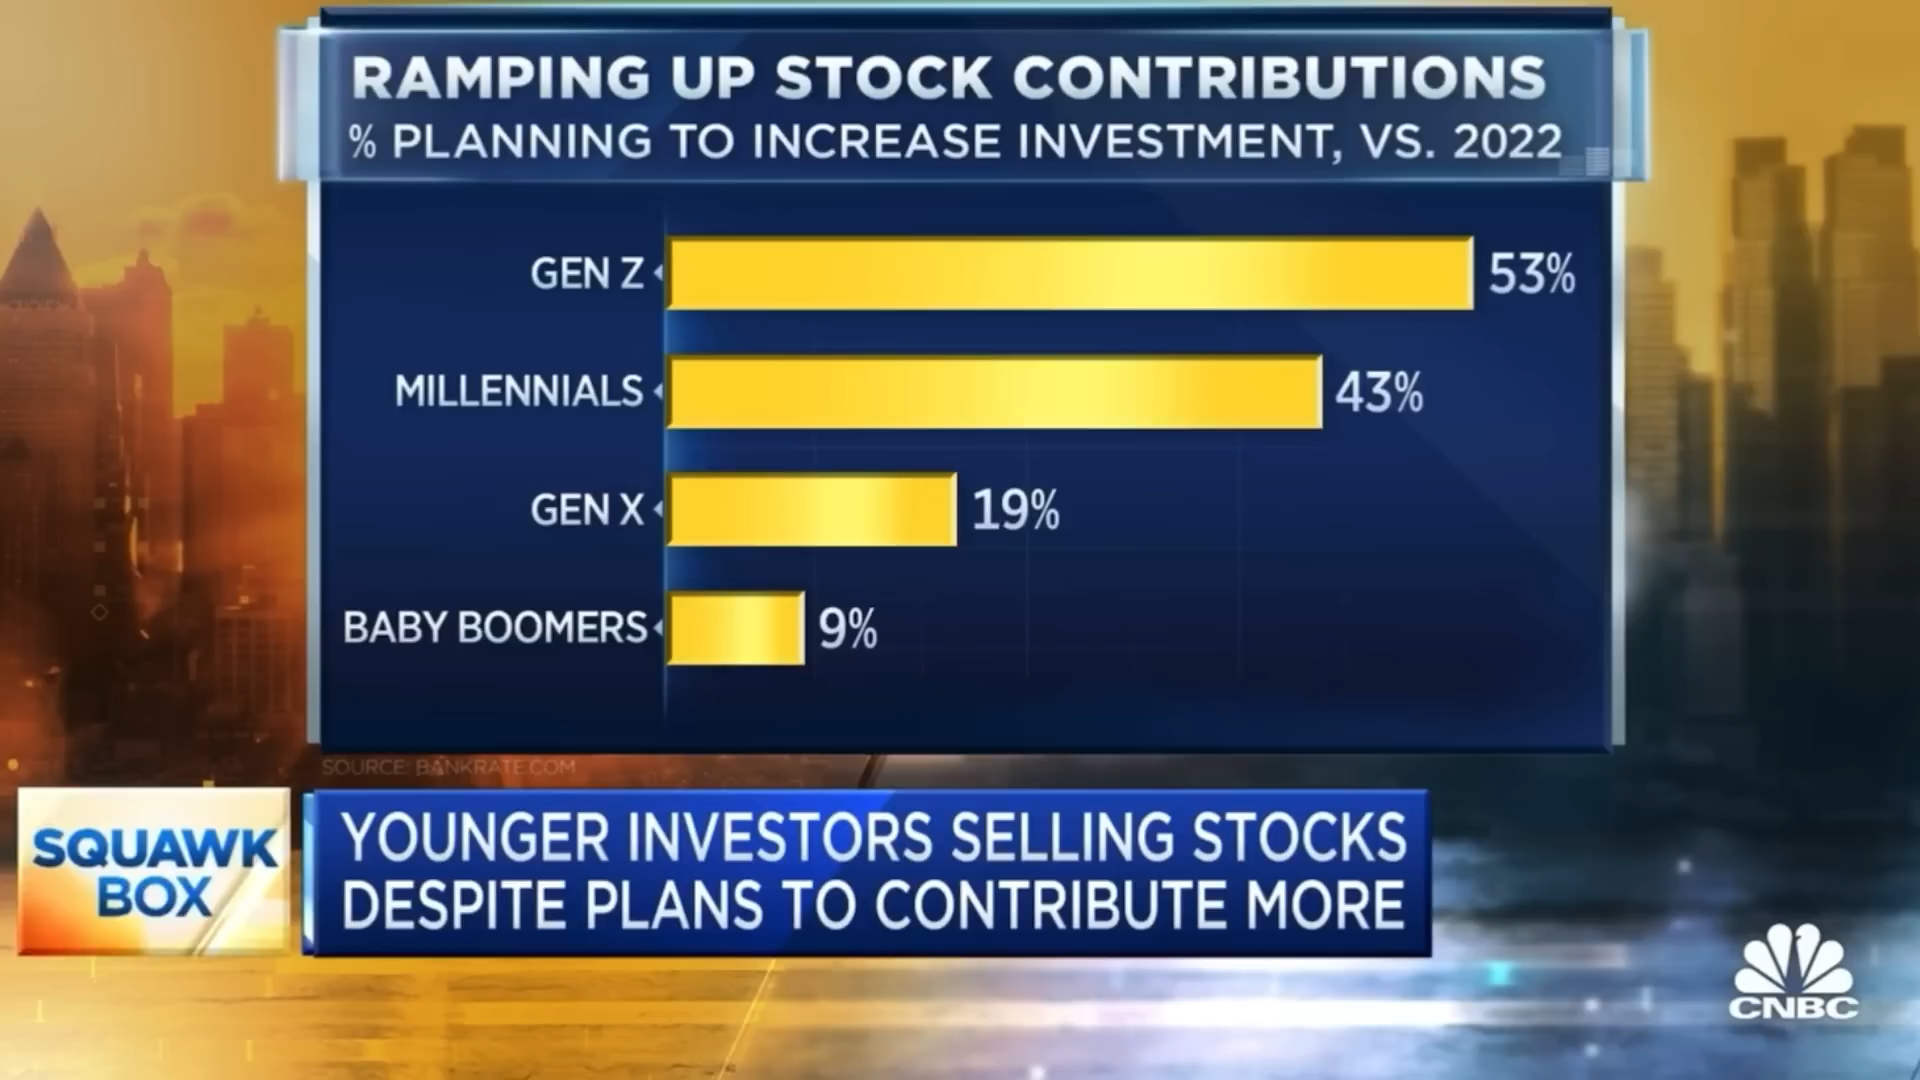 RAMPING UP STOCK CONTRIBUTIONS
% PLANNING TO INCREASE INVESTMENT, VS. 2022
GEN Z 53%
MILLENNIALS 43%
GEN X 19%
BABY BOOMERS 9%
SOURCE: BANKRATE.COM
SQUAWK
BOX
YOUNGER INVESTORS SELLING STOCKS
DESPITE PLANS TO CONTRIBUTE MORE
CNBC